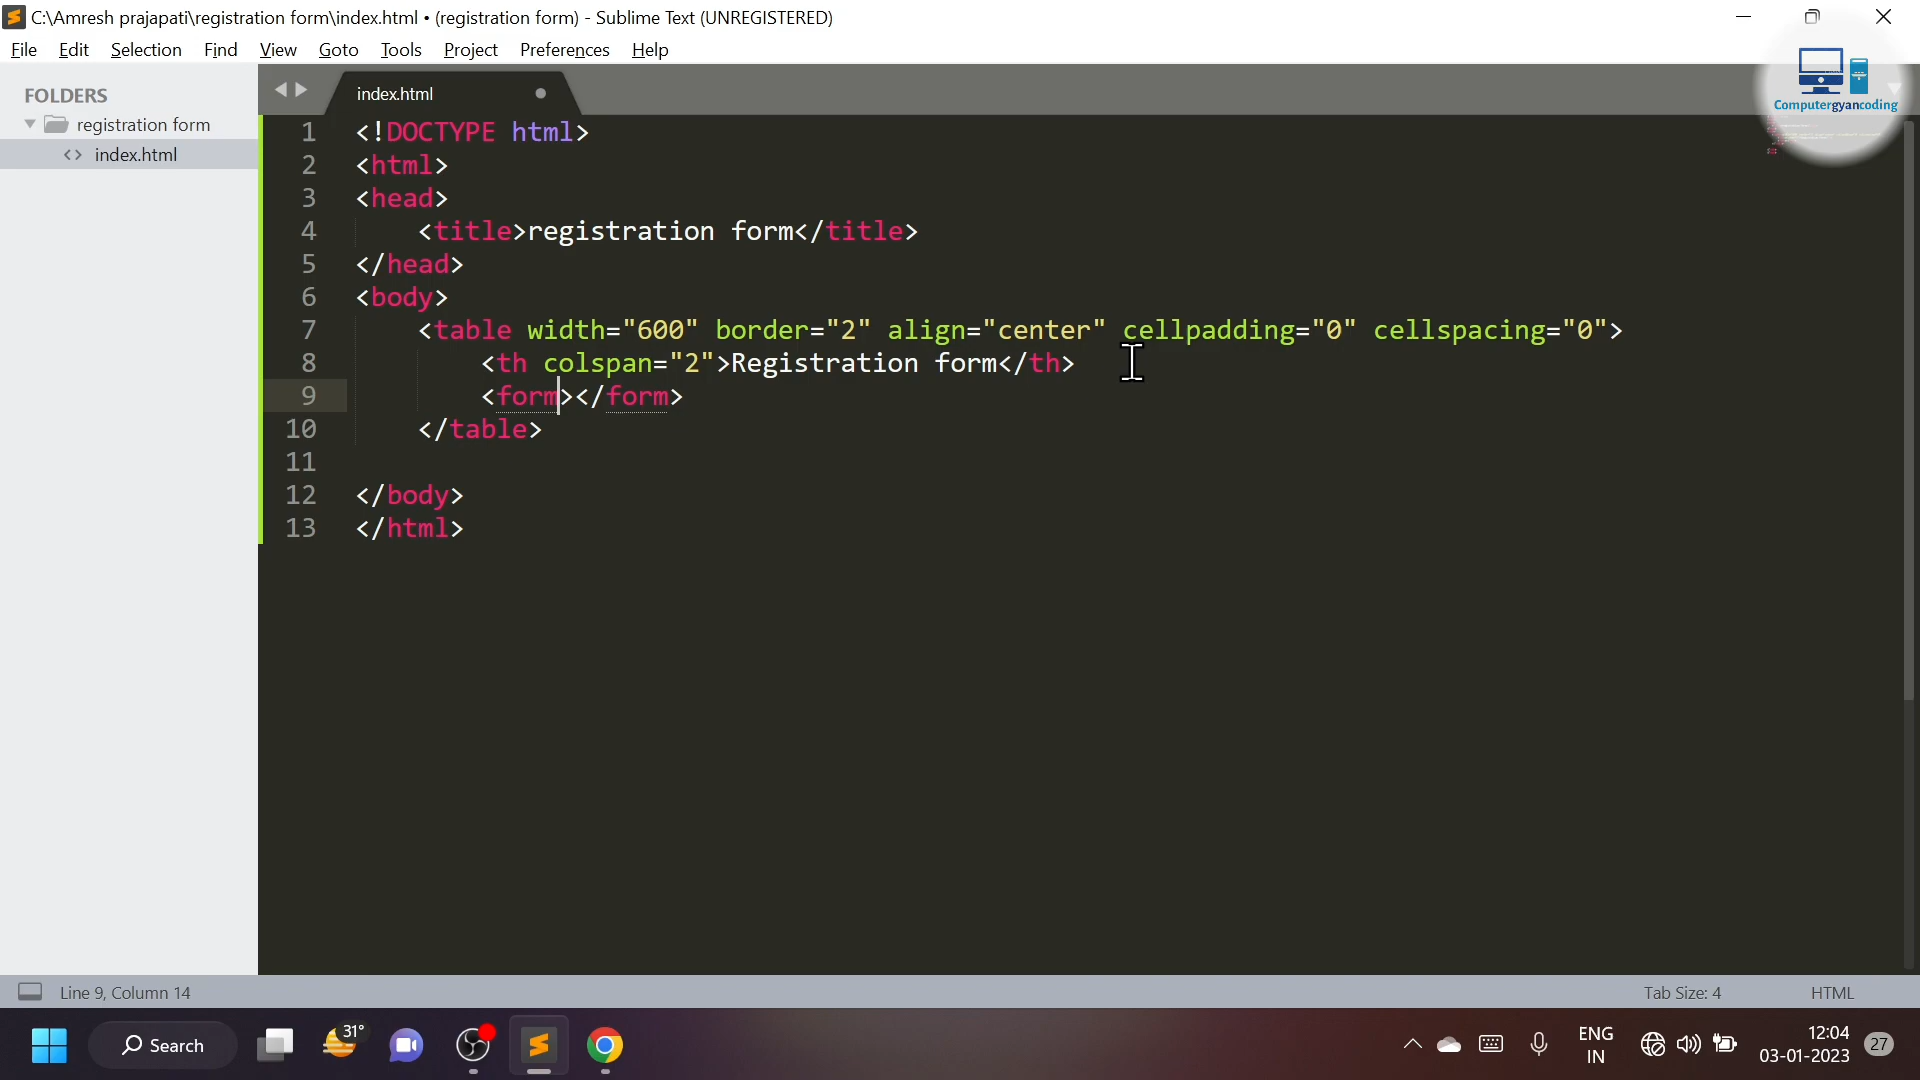 C:\Amresh prajapati\registration form\index.html • (registration form) - Sublime Text (UNREGISTERED)
File Edit Selection Find View Goto Tools Project Preferences Help
Computergyancoding
FOLDERS
registration form
<> index.html
index.html
1 <!DOCTYPE html>
2 <html>
3 <head>
4 <title>registration form</title>
5 </head>
6 <body>
7 <table width="600" border="2" align="center" cellpadding="0" cellspacing="0">
8 <th colspan="2">Registration form</th>
9 <form></form>
10 </table>
11
12 </body>
13 </html>
Line 9, Column 14
Tab Size: 4
HTML
Search
31°
ENG
IN
12:04
03-01-2023
27